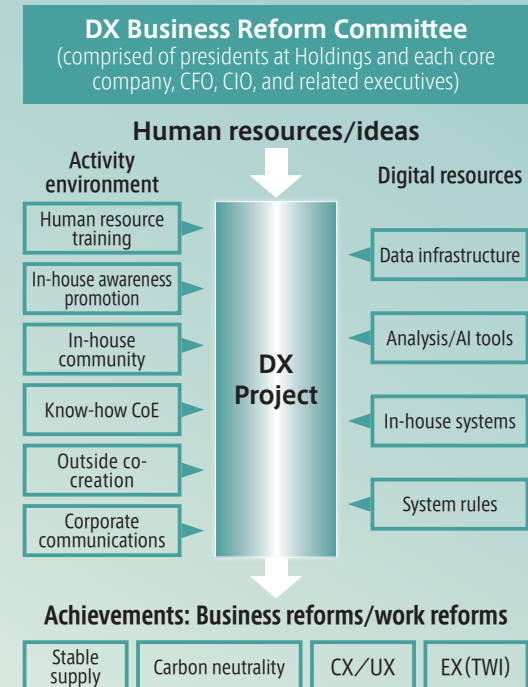 DX Business Reform Committee
(comprised of presidents at Holdings and each core
company, CFO, CIO, and related executives)
Human resources/ideas
Activity
environment
Human resource
training
In-house awareness
promotion
In-house
community
Know-how CoE
Outside co-
creation
Corporate
communications
DX
Project
Digital resources
Data infrastructure
Analysis/AI tools
In-house systems
System rules
Achievements: Business reforms/work reforms
Stable
supply
Carbon neutrality
CX/UX
EX(TWI)